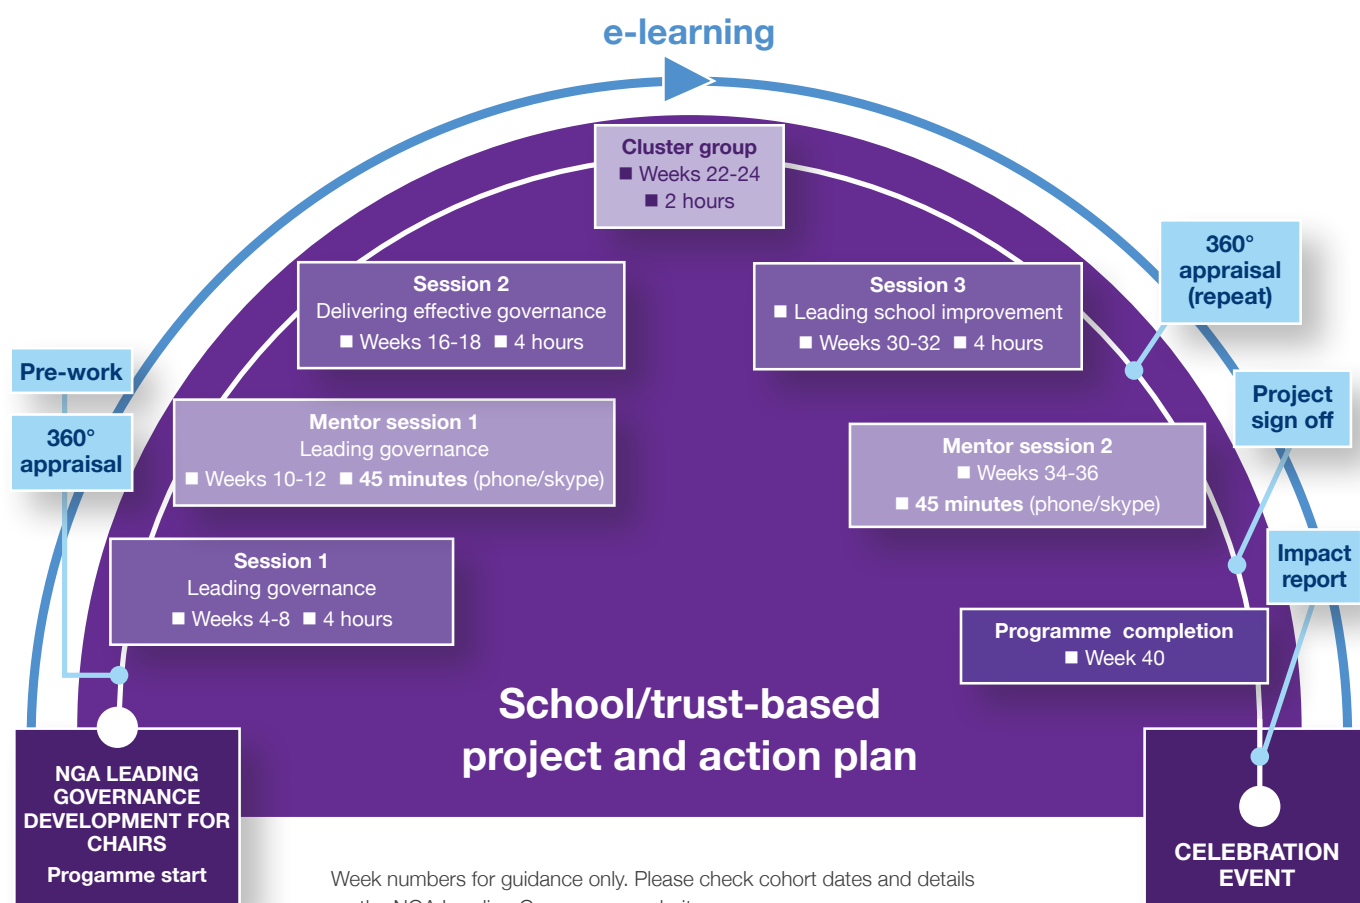 e-learning
Cluster group
■ Weeks 22-24
■ 2 hours
Session 2
Delivering effective governance
■ Weeks 16-18 ■ 4 hours
Session 3
■ Leading school improvement
■ Weeks 30-32 ■ 4 hours
360°
appraisal
(repeat)
Pre-work
360°
appraisal
Mentor session 1
Leading governance
■ Weeks 10-12 ■ 45 minutes (phone/skype)
Mentor session 2
■ Weeks 34-36
■ 45 minutes (phone/skype)
Project
sign off
Session 1
Leading governance
■ Weeks 4-8 ■ 4 hours
Impact
report
Programme completion
■ Week 40
School/trust-based
project and action plan
NGA LEADING
GOVERNANCE
DEVELOPMENT FOR
CHAIRS
Progamme start
CELEBRATION
EVENT
Week numbers for guidance only. Please check cohort dates and details